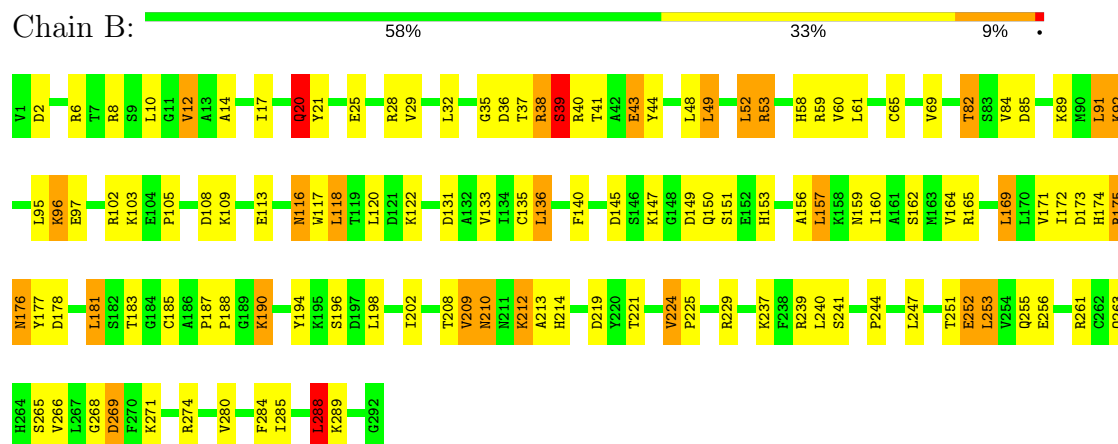 Chain B:
58% 33% 9% •
V1 D2 R6 T7 R8 S9 L10 G11 V12 A13 A14 I17 Q20 Y21 E25 R28 V29 L32 G35 D36 T37 R38 S39 R40 T41 A42 E43 Y44 L48 L49 L52 R53 H58 R59 V60 L61 C65 V69 T82 S83 V84 D85 K89 M90 L91 K92
L95 K96 E97 R102 K103 E104 P105 D108 K109 E113 N116 W117 L118 T119 L120 D121 K122 D131 A132 V133 I134 C135 L136 F140 D145 S146 K147 G148 D149 Q150 S151 E152 H153 A156 L157 K158 N159 I160 A161 S162 M163 V164 R165 L169 L170 V171 I172 D173 H174
N176 Y177 D178 L181 S182 T183 G184 C185 A186 P187 P188 G189 K190 Y194 K195 S196 D197 L198 I202 T208 V209 N210 N211 K212 A213 H214 D219 Y220 T221 V224 P225 R229 K237 F238 R239 L240 S241 P244 L247 T251 E252 L253 V254 Q255 E256 R261 C262
H264 S265 V266 L267 G268 D269 F270 K271 R274 V280 F284 I285 L288 K289 G292